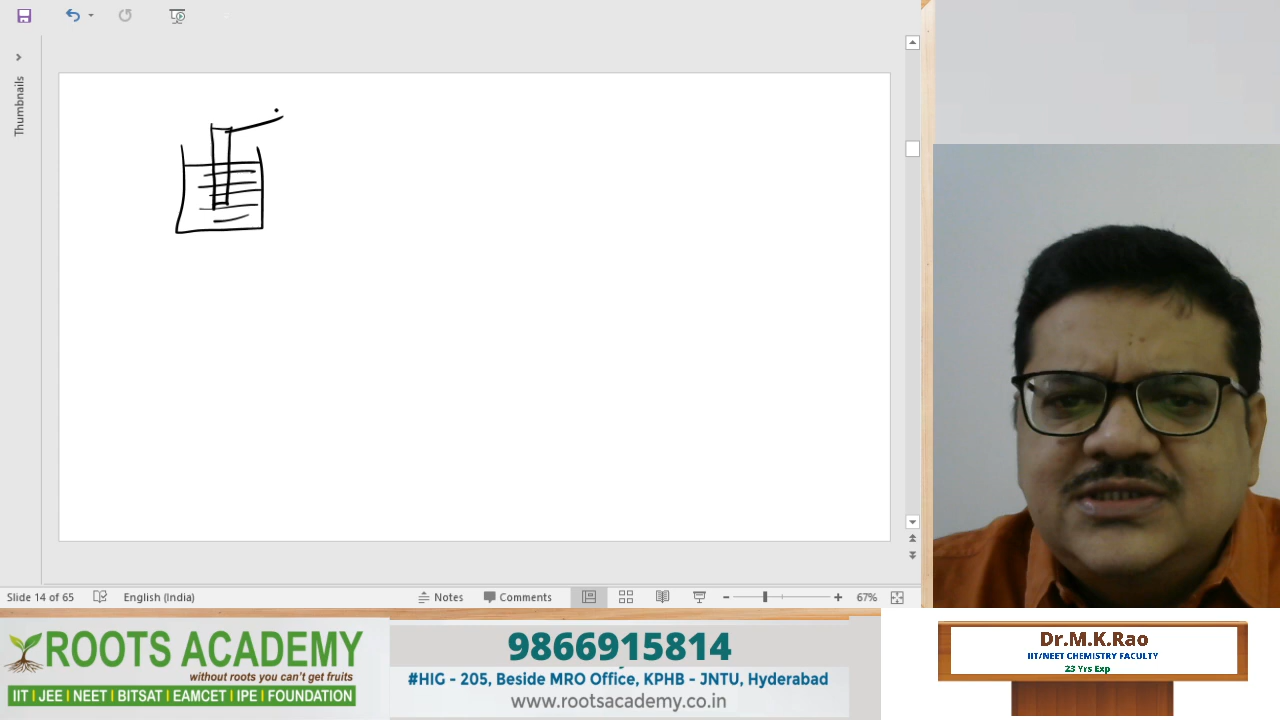 Thumbnails
Slide 14 of 65
English (India)
Notes
Comments
67%
ROOTS ACADEMY
without roots you can't get fruits
IIT I JEE I NEET I BITSAT I EAMCET I IPE I FOUNDATION
9866915814
#HIG - 205, Beside MRO Office, KPHB - JNTU, Hyderabad
www.rootsacademy.co.in
Dr.M.K.Rao
IIT/NEET CHEMISTRY FACULTY
23 Yrs Exp